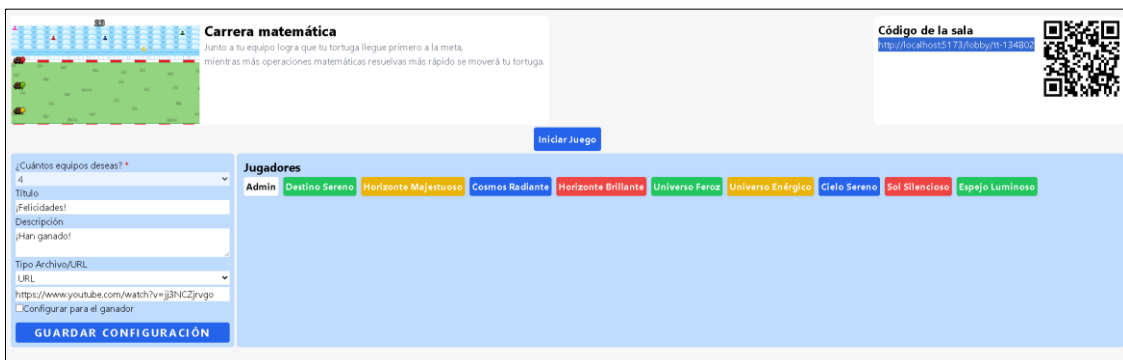 Carrera matemática
Junto a tu equipo logra que tu tortuga llegue primero a la meta,
mientras más operaciones matemáticas resuelvas más rápido se moverá tu tortuga.
Código de la sala
http://localhost:5173/lobby/tt-134802
Iniciar Juego
¿Cuántos equipos deseas? *
4
Título
¡Felicidades!
Descripción
¡Han ganado!
Tipo Archivo/URL
URL
https://www.youtube.com/watch?v=jj3NCZjrvgo
Configurar para el ganador
GUARDAR CONFIGURACIÓN
Jugadores
Admin Destino Sereno Horizonte Majestuoso Cosmos Radiante Horizonte Brillante Universo Feroz Universo Enérgico Cielo Sereno Sol Silencioso Espejo Luminoso